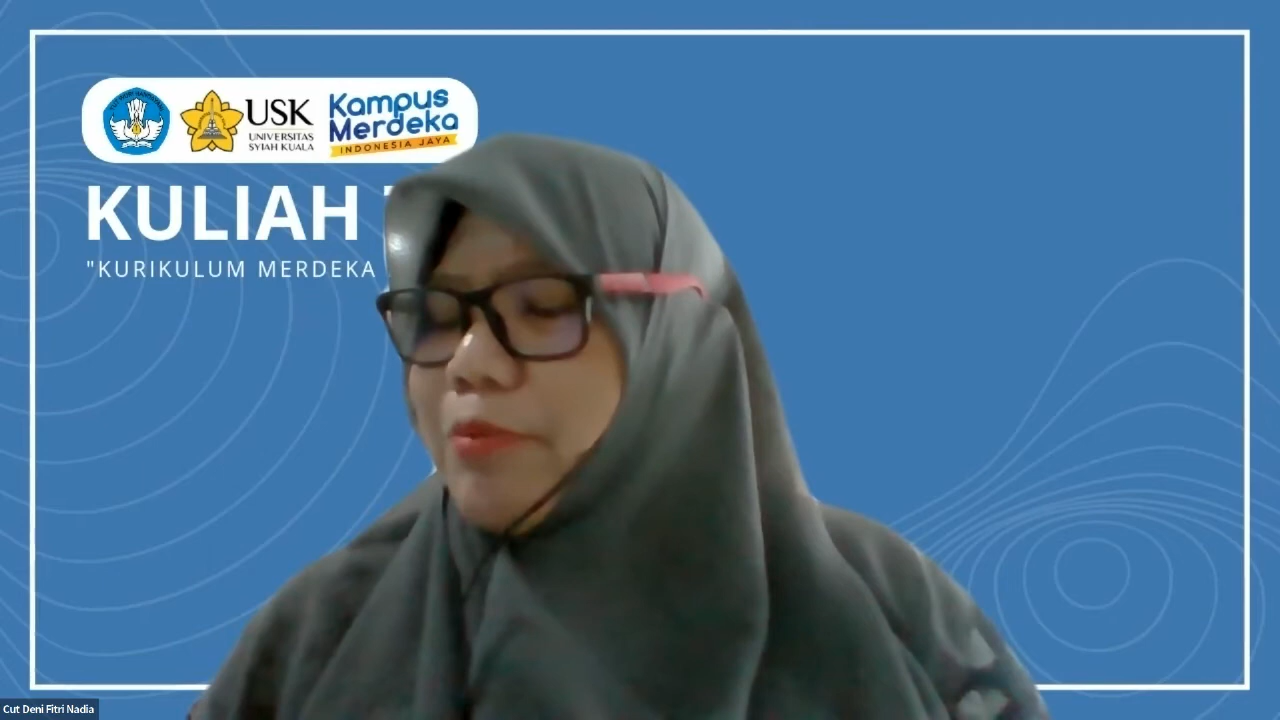 USK
UNIVERSITAS
SYIAH KUALA
Kampus
Merdeka
INDONESIA JAYA
KULIAH
"KURIKULUM MERDEKA
Cut Deni Fitri Nadia